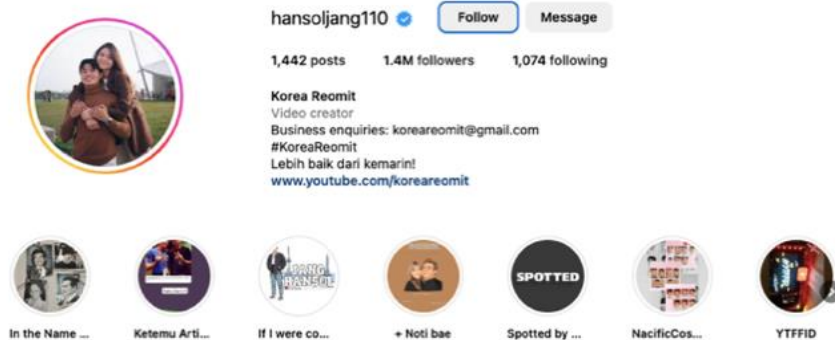 hansoljang110 Follow Message
1,442 posts 1.4M followers 1,074 following
Korea Reomit
Video creator
Business enquiries: koreareomit@gmail.com
#KoreaReomit
Lebih baik dari kemarin!
www.youtube.com/koreareomit
JANG
HANSOL
SPOTTED
In the Name ... Ketemu Arti... If I were co... + Noti bae Spotted by ... NacificCos... YTFFID